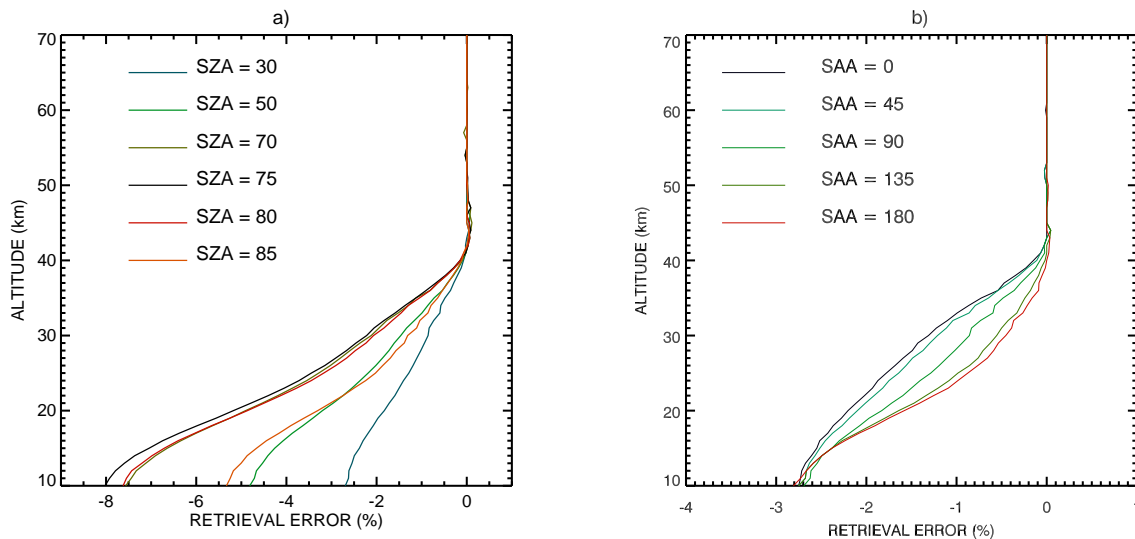 a)
70
60
50
40
30
20
10
ALTITUDE (km)
SZA = 30
SZA = 50
SZA = 70
SZA = 75
SZA = 80
SZA = 85
-8 -6 -4 -2 0
RETRIEVAL ERROR (%)
b)
70
60
50
40
30
20
10
ALTITUDE (km)
SAA = 0
SAA = 45
SAA = 90
SAA = 135
SAA = 180
-4 -3 -2 -1 0 1
RETRIEVAL ERROR (%)